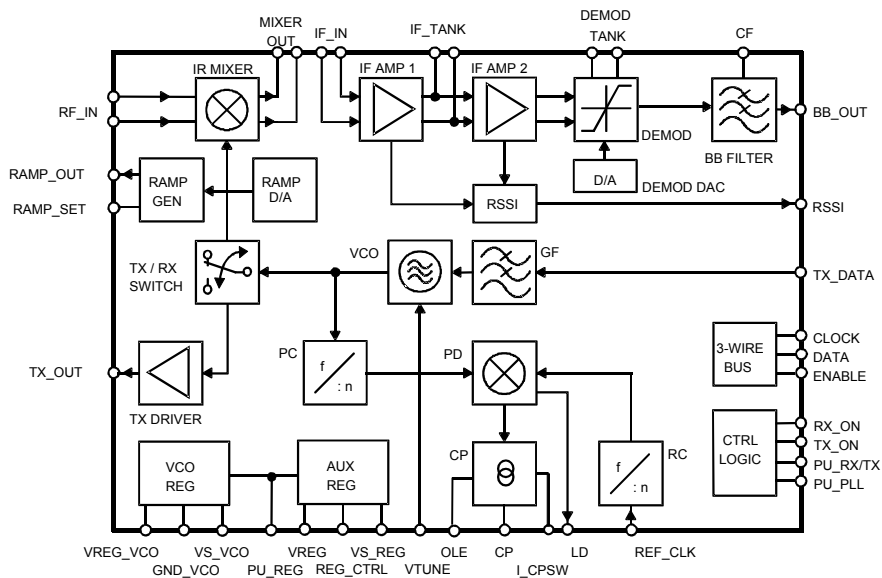 MIXER OUT
IF_IN
IF_TANK
DEMOD TANK
CF
IR MIXER
IF AMP 1
IF AMP 2
RF_IN
BB_OUT
DEMOD
BB FILTER
RAMP_OUT
RAMP GEN
RAMP D/A
D/A
DEMOD DAC
RAMP_SET
RSSI
RSSI
VCO
GF
TX / RX SWITCH
TX_DATA
PC
PD
f
: n
3-WIRE BUS
CLOCK
DATA
ENABLE
TX_OUT
TX DRIVER
CTRL LOGIC
RX_ON
TX_ON
PU_RX/TX
PU_PLL
VCO REG
AUX REG
CP
RC
f
: n
VREG_VCO
GND_VCO
VS_VCO
PU_REG
VREG
REG_CTRL
VS_REG
VTUNE
OLE
CP
I_CPSW
LD
REF_CLK